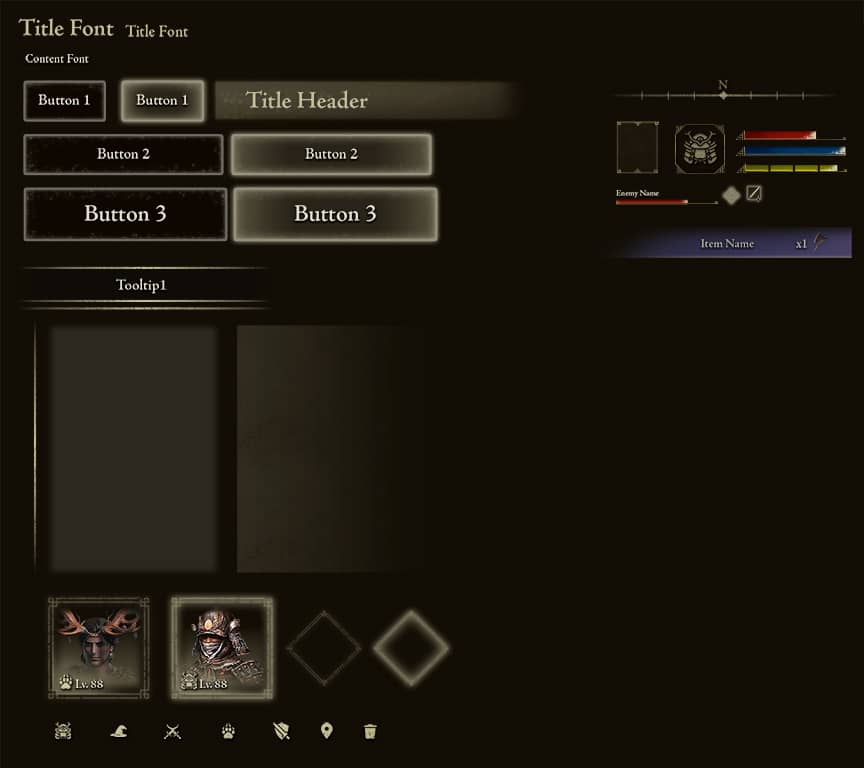 Title Font Title Font
Content Font
Button 1 Button 1 Title Header
Button 2 Button 2
Button 3 Button 3
Tooltip1
N
Enemy Name
Item Name x1
Lv. 88 Lv. 88